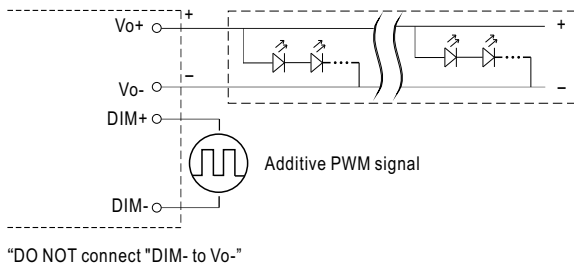 Vo+
+
+
Vo-
–
–
DIM+
Additive PWM signal
DIM-
“DO NOT connect "DIM- to Vo-”